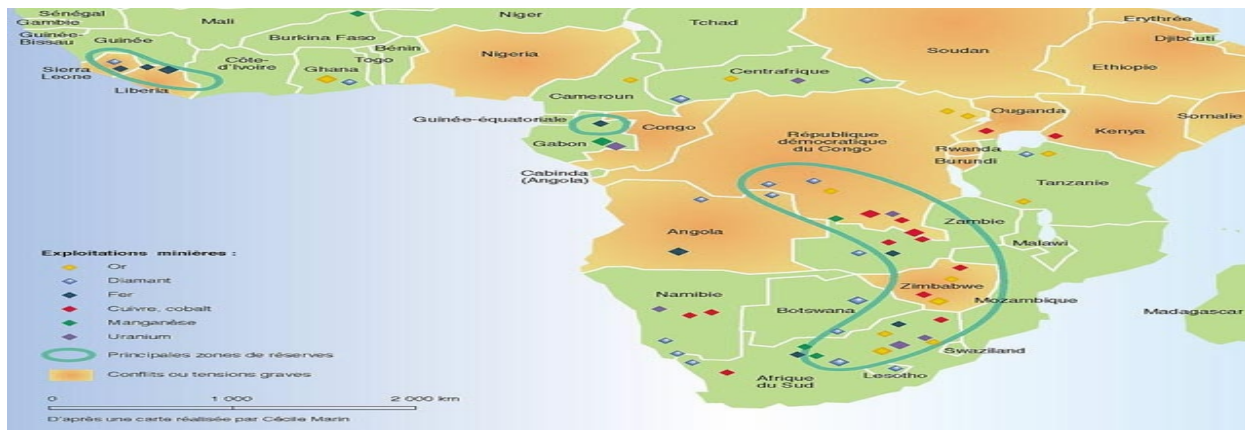 Sénégal
Gambie
Guinée-
Bissau
Guinée
Mali
Burkina Faso
Niger
Tchad
Erythrée
Djibouti
Soudan
Ethiopie
Bénin
Togo
Nigeria
Côte-
d'Ivoire
Ghana
Sierra
Leone
Liberia
Centrafrique
Cameroun
Guinée-équatoriale
Congo
Gabon
République
démocratique
du Congo
Ouganda
Kenya
Somalie
Rwanda
Burundi
Cabinda
(Angola)
Tanzanie
Zambie
Malawi
Angola
Zimbabwe
Mozambique
Namibie
Botswana
Madagascar
Swaziland
Lesotho
Afrique
du Sud
Exploitations minières :
Or
Diamant
Fer
Cuivre, cobalt
Manganèse
Uranium
Principales zones de réserves
Conflits ou tensions graves
0 1 000 2 000 km
D'après une carte réalisée par Cécile Marin